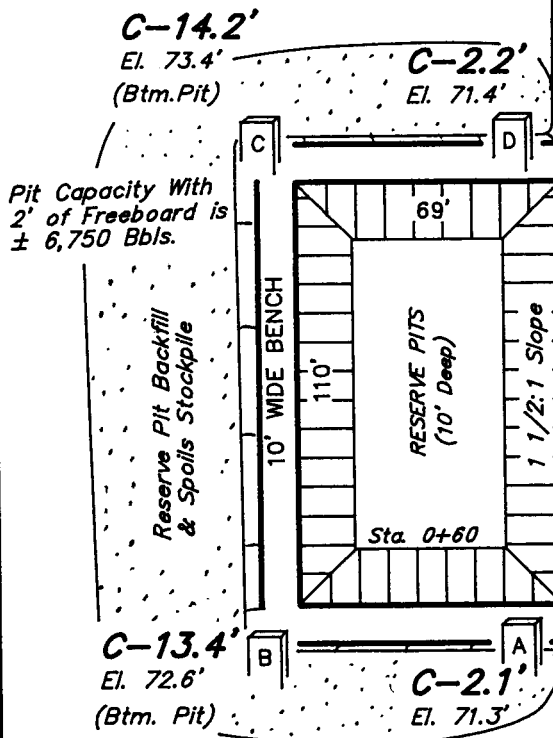 C-14.2'
El. 73.4'
(Btm.Pit)
C-2.2'
El. 71.4'
C
D
Pit Capacity With
2' of Freeboard is
± 6,750 Bbls.
69'
10' WIDE BENCH
110'
RESERVE PITS
(10' Deep)
1 1/2:1 Slope
Reserve Pit Backfill
& Spoils Stockpile
Sta. 0+60
C-13.4'
El. 72.6'
(Btm. Pit)
B
A
C-2.1'
El. 71.3'